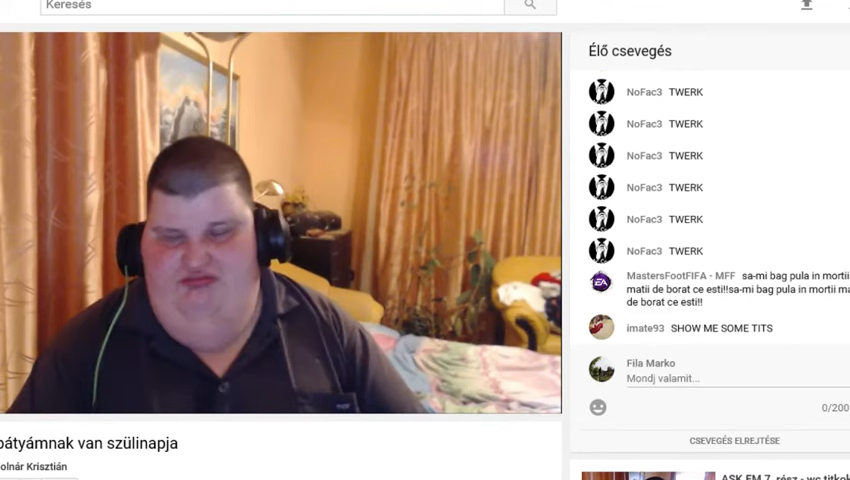 Keresés
Élő csevegés
NoFac3 TWERK
NoFac3 TWERK
NoFac3 TWERK
NoFac3 TWERK
NoFac3 TWERK
NoFac3 TWERK
MastersFootFIFA - MFF sa-mi bag pula in mortii
matii de borat ce esti!!sa-mi bag pula in mortii ma
de borat ce esti!!
imate93 SHOW ME SOME TITS
Fila Marko
Mondj valamit...
0/200
CSEVEGÉS ELREJTÉSE
bátyámnak van szülinapja
olnár Krisztián
EA
ASK.FM 7. rész - wc titkok